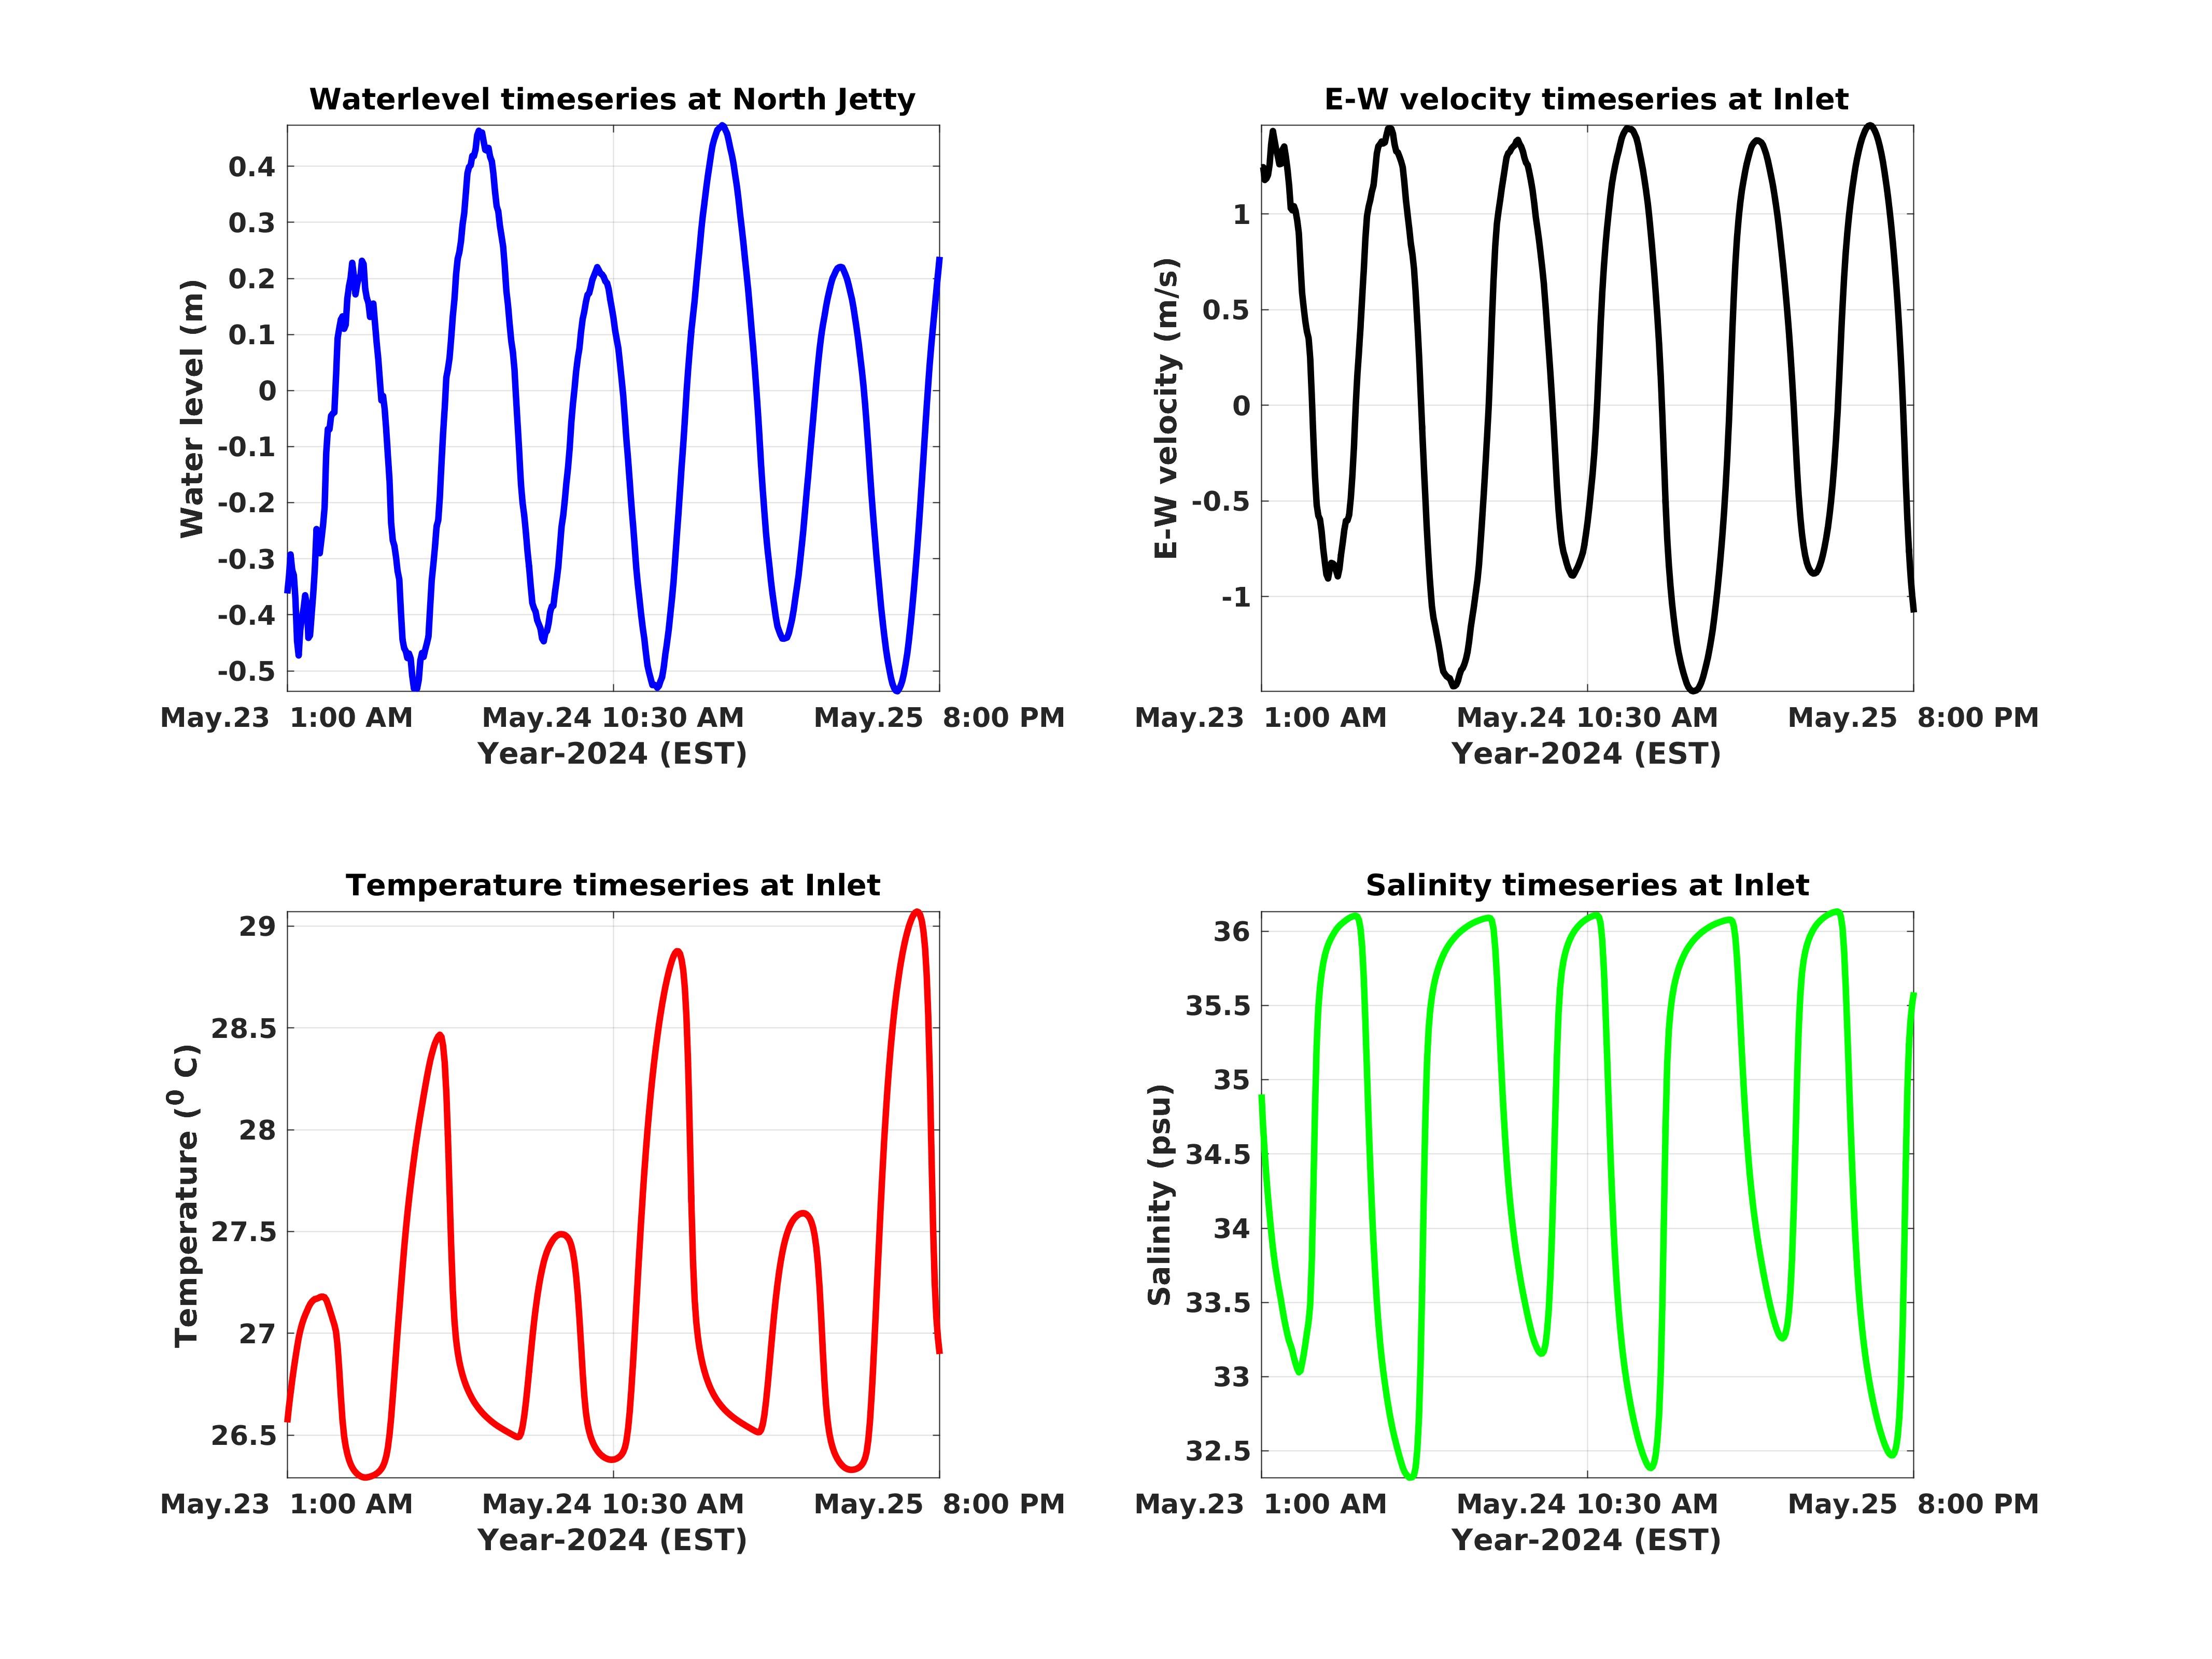 Waterlevel timeseries at North Jetty
Water level (m)
0.4
0.3
0.2
0.1
0
-0.1
-0.2
-0.3
-0.4
-0.5
May.23 1:00 AM May.24 10:30 AM May.25 8:00 PM
Year-2024 (EST)
E-W velocity timeseries at Inlet
E-W velocity (m/s)
1
0.5
0
-0.5
-1
May.23 1:00 AM May.24 10:30 AM May.25 8:00 PM
Year-2024 (EST)
Temperature timeseries at Inlet
Temperature (⁰ C)
29
28.5
28
27.5
27
26.5
May.23 1:00 AM May.24 10:30 AM May.25 8:00 PM
Year-2024 (EST)
Salinity timeseries at Inlet
Salinity (psu)
36
35.5
35
34.5
34
33.5
33
32.5
May.23 1:00 AM May.24 10:30 AM May.25 8:00 PM
Year-2024 (EST)